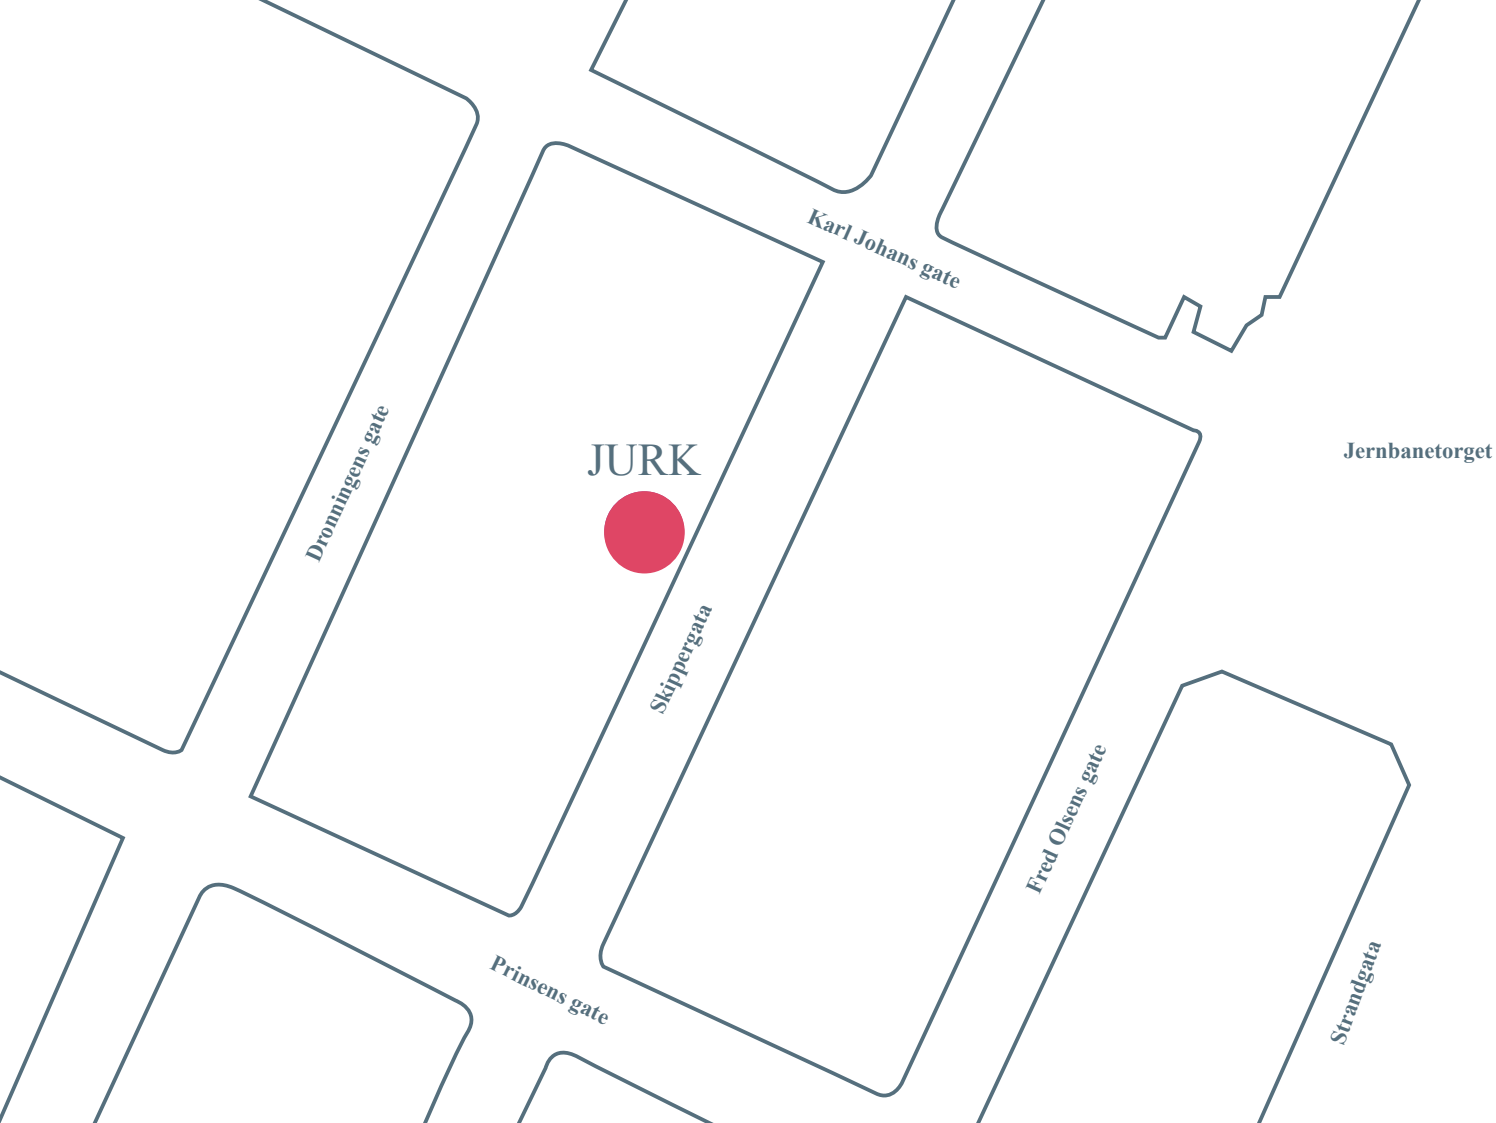 Karl Johans gate
JURK
Jernbanetorget
Dronningens gate
Skippergata
Fred Olsens gate
Prinsens gate
Strandgata